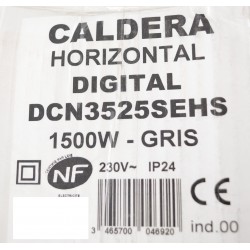 CALDERA
HORIZONTAL
DIGITAL
DCN3525SEHS
1500W - GRIS
NF
230V~ IP24
CE
3 465700 046920
ind.00